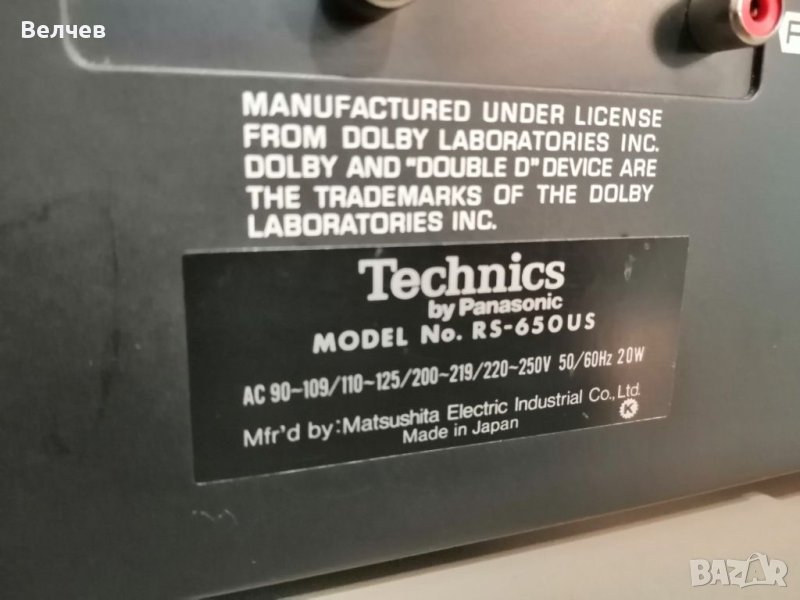 Велчев
MANUFACTURED UNDER LICENSE
FROM DOLBY LABORATORIES INC.
DOLBY AND "DOUBLE D" DEVICE ARE
THE TRADEMARKS OF THE DOLBY
LABORATORIES INC.
Technics
by Panasonic
MODEL No. RS-650US
AC 90~109/110~125/200~219/220~250V 50/60Hz 20W
Mfr'd by: Matsushita Electric Industrial Co., Ltd.
Made in Japan
K
BAZAR